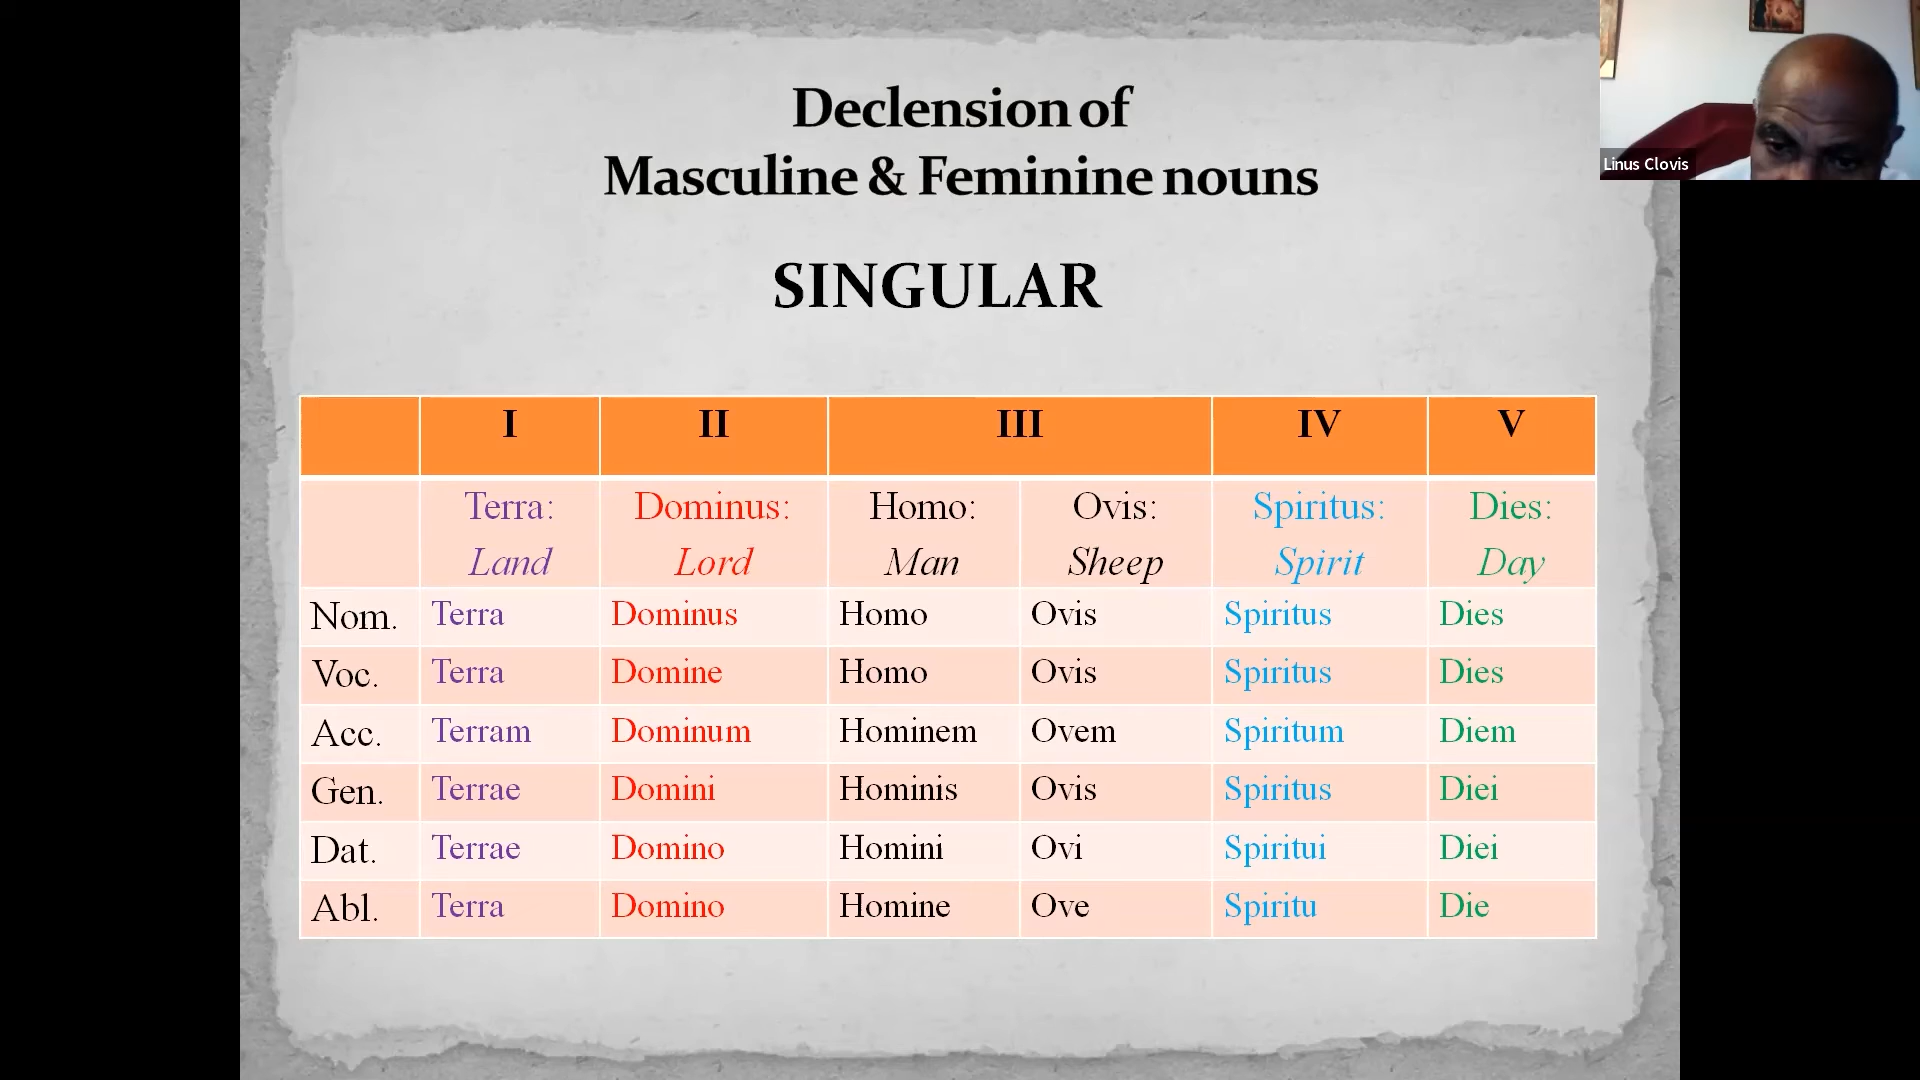 Linus Clovis
Declension of
Masculine & Feminine nouns
SINGULAR
I II III IV V
Terra: Dominus: Homo: Ovis: Spiritus: Dies:
Land Lord Man Sheep Spirit Day
Nom. Terra Dominus Homo Ovis Spiritus Dies
Voc. Terra Domine Homo Ovis Spiritus Dies
Acc. Terram Dominum Hominem Ovem Spiritum Diem
Gen. Terrae Domini Hominis Ovis Spiritus Diei
Dat. Terrae Domino Homini Ovi Spiritui Diei
Abl. Terra Domino Homine Ove Spiritu Die